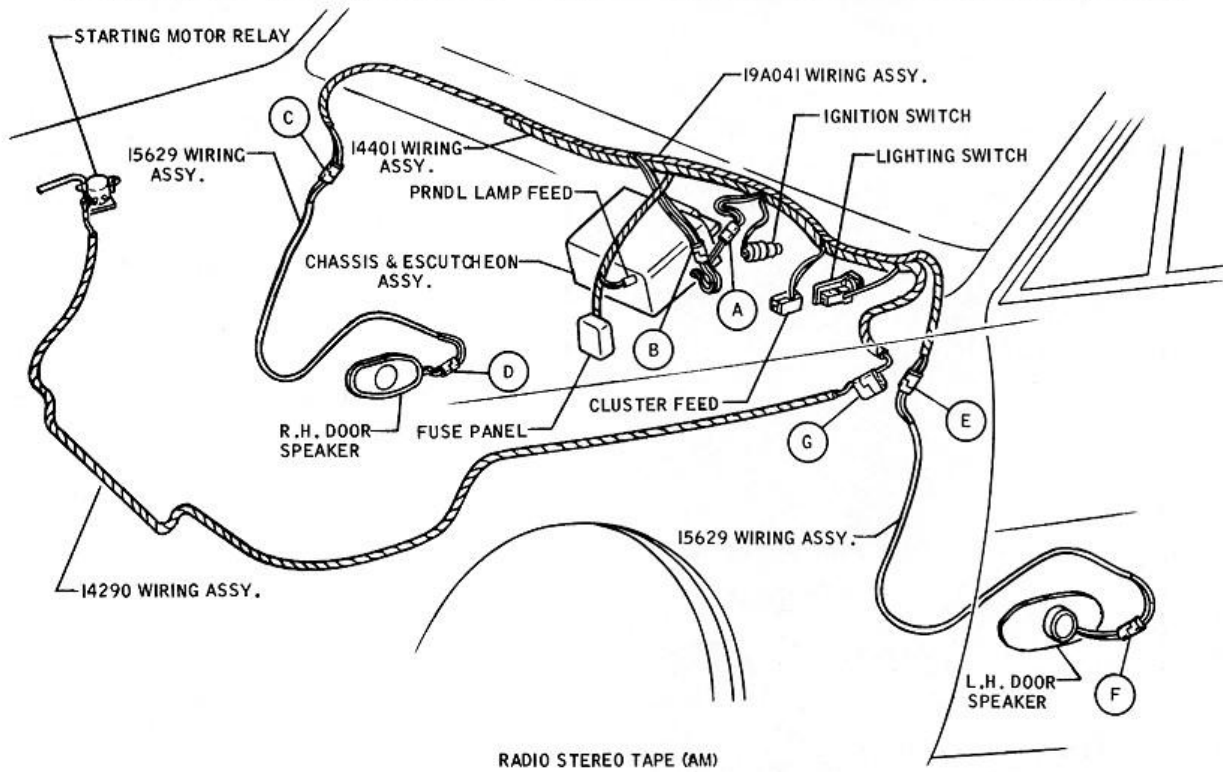 STARTING MOTOR RELAY
19A041 WIRING ASSY.
IGNITION SWITCH
C
15629 WIRING
ASSY.
14401 WIRING
ASSY.
LIGHTING SWITCH
PRNDL LAMP FEED
CHASSIS & ESCUTCHEON
ASSY.
A
B
D
CLUSTER FEED
E
R.H. DOOR
SPEAKER
FUSE PANEL
G
15629 WIRING ASSY.
14290 WIRING ASSY.
L.H. DOOR
SPEAKER
F
RADIO STEREO TAPE (AM)